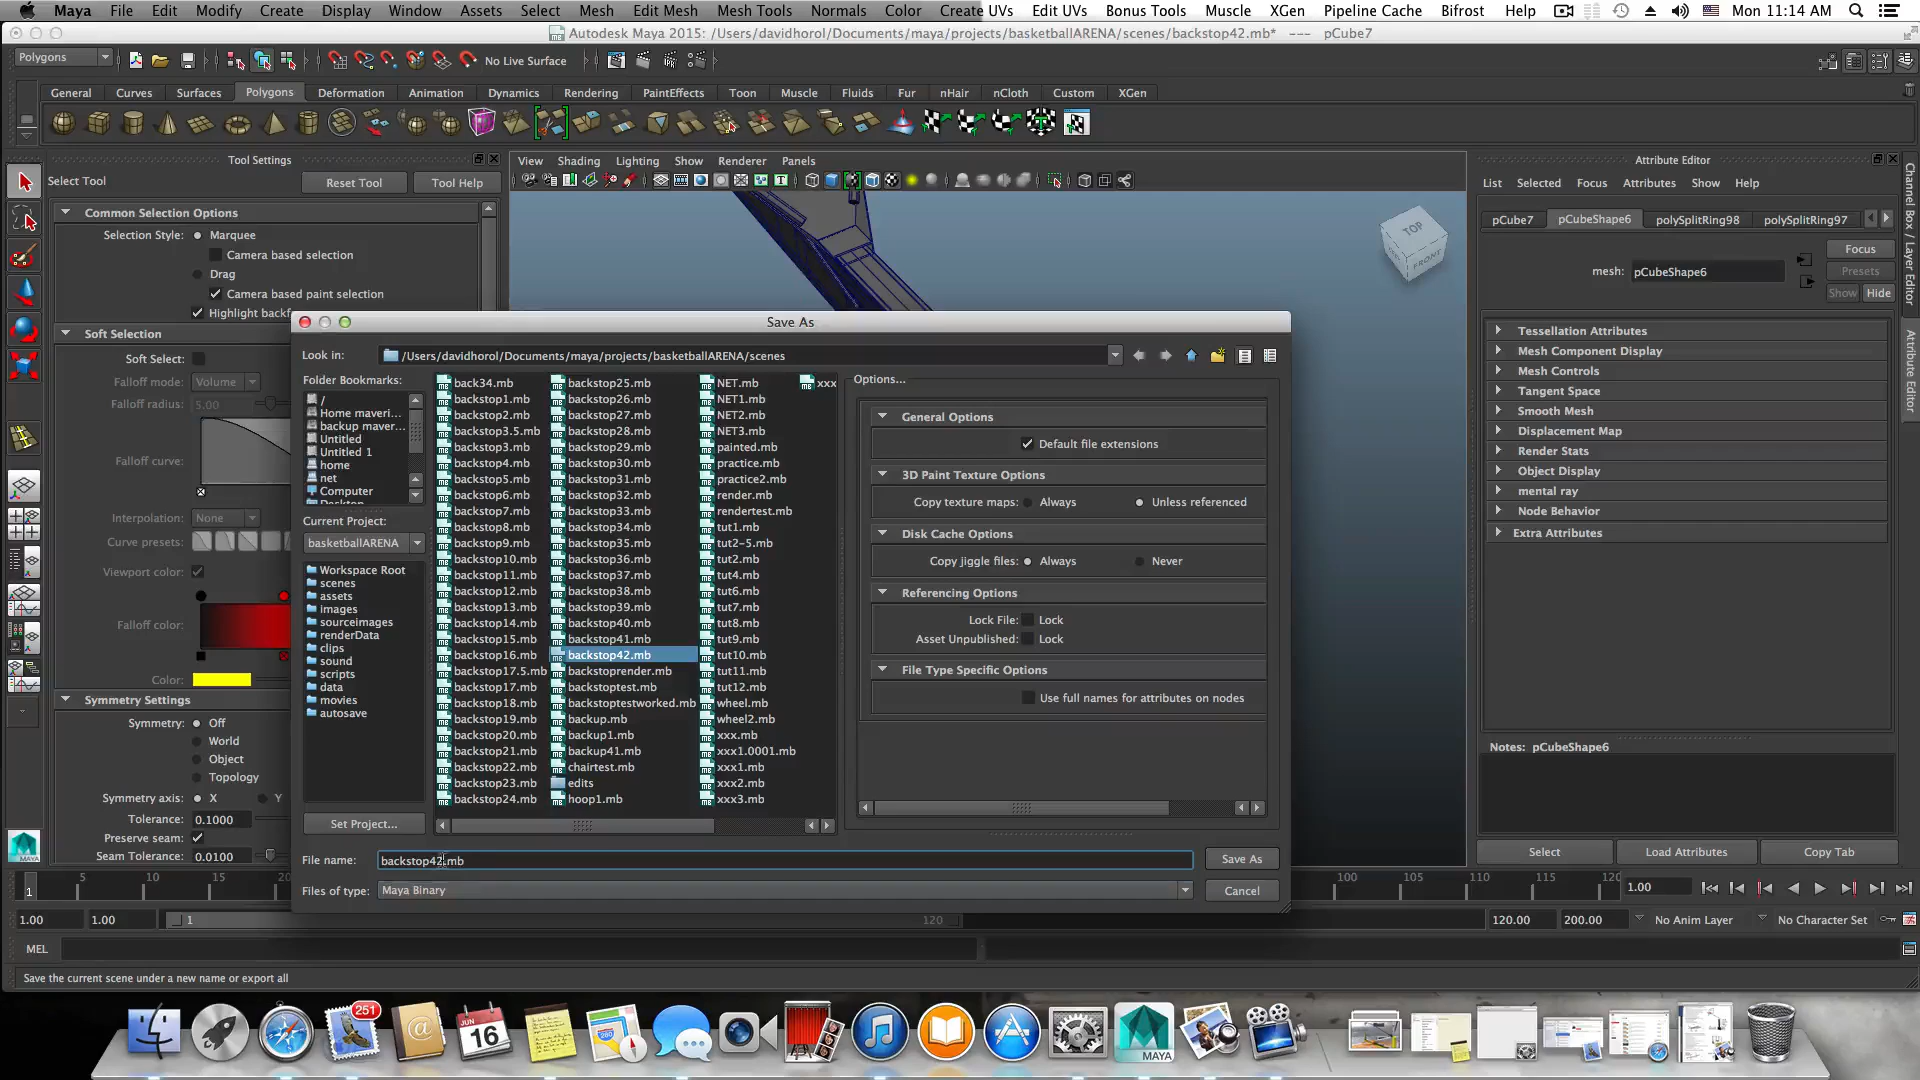 Maya File Edit Modify Create Display Window Assets Select Mesh Edit Mesh Mesh Tools Normals Color Create UVs Edit UVs Bonus Tools Muscle XGen Pipeline Cache Bifrost Help Mon 11:14 AM
Autodesk Maya 2015: /Users/davidhorol/Documents/maya/projects/basketballARENA/scenes/backstop42.mb* --- pCube7
Polygons No Live Surface
General Curves Surfaces Polygons Deformation Animation Dynamics Rendering PaintEffects Toon Muscle Fluids Fur nHair nCloth Custom XGen
Tool Settings
Select Tool Reset Tool Tool Help
Common Selection Options
Selection Style: Marquee
Camera based selection
Drag
Camera based paint selection
Highlight backf
Soft Selection
Soft Select:
Falloff mode: Volume
Falloff radius: 5.00
Falloff curve:
Interpolation: None
Curve presets:
Viewport color:
Falloff color:
Color:
Symmetry Settings
Symmetry: Off
World
Object
Topology
Symmetry axis: X Y
Tolerance: 0.1000
Preserve seam:
Seam Tolerance: 0.0100
View Shading Lighting Show Renderer Panels
TOP
FRONT
Save As
Look in: /Users/davidhorol/Documents/maya/projects/basketballARENA/scenes
Folder Bookmarks:
/
Home maveri...
backup maver...
Untitled
Untitled 1
home
net
Computer
Current Project:
basketballARENA
Workspace Root
scenes
assets
images
sourceimages
renderData
clips
sound
scripts
data
movies
autosave
Set Project...
back34.mb
backstop1.mb
backstop2.mb
backstop3.5.mb
backstop3.mb
backstop4.mb
backstop5.mb
backstop6.mb
backstop7.mb
backstop8.mb
backstop9.mb
backstop10.mb
backstop11.mb
backstop12.mb
backstop13.mb
backstop14.mb
backstop15.mb
backstop16.mb
backstop17.5.mb
backstop17.mb
backstop18.mb
backstop19.mb
backstop20.mb
backstop21.mb
backstop22.mb
backstop23.mb
backstop24.mb
backstop25.mb
backstop26.mb
backstop27.mb
backstop28.mb
backstop29.mb
backstop30.mb
backstop31.mb
backstop32.mb
backstop33.mb
backstop34.mb
backstop35.mb
backstop36.mb
backstop37.mb
backstop38.mb
backstop39.mb
backstop40.mb
backstop41.mb
backstop42.mb
backstoprender.mb
backstoptest.mb
backstoptestworked.mb
backup.mb
backup1.mb
backup41.mb
chairtest.mb
edits
hoop1.mb
NET.mb
NET1.mb
NET2.mb
NET3.mb
painted.mb
practice.mb
practice2.mb
render.mb
rendertest.mb
tut1.mb
tut2-5.mb
tut2.mb
tut4.mb
tut6.mb
tut7.mb
tut8.mb
tut9.mb
tut10.mb
tut11.mb
tut12.mb
wheel.mb
wheel2.mb
xxx.mb
xxx1.0001.mb
xxx1.mb
xxx2.mb
xxx3.mb
xxx
Options...
General Options
Default file extensions
3D Paint Texture Options
Copy texture maps: Always Unless referenced
Disk Cache Options
Copy jiggle files: Always Never
Referencing Options
Lock File: Lock
Asset Unpublished: Lock
File Type Specific Options
Use full names for attributes on nodes
File name: backstop42.mb Save As
Files of type: Maya Binary Cancel
Attribute Editor
List Selected Focus Attributes Show Help
pCube7 pCubeShape6 polySplitRing98 polySplitRing97
Focus
mesh: pCubeShape6 Presets
Show Hide
Tessellation Attributes
Mesh Component Display
Mesh Controls
Tangent Space
Smooth Mesh
Displacement Map
Render Stats
Object Display
mental ray
Node Behavior
Extra Attributes
Notes: pCubeShape6
Select Load Attributes Copy Tab
Channel Box / Layer Editor
Attribute Editor
1 5 10 15 20 100 105 110 115 120 1.00
1.00 1.00 1 120 120.00 200.00 No Anim Layer No Character Set
MEL
Save the current scene under a new name or export all
251
JUN
16
MAYA